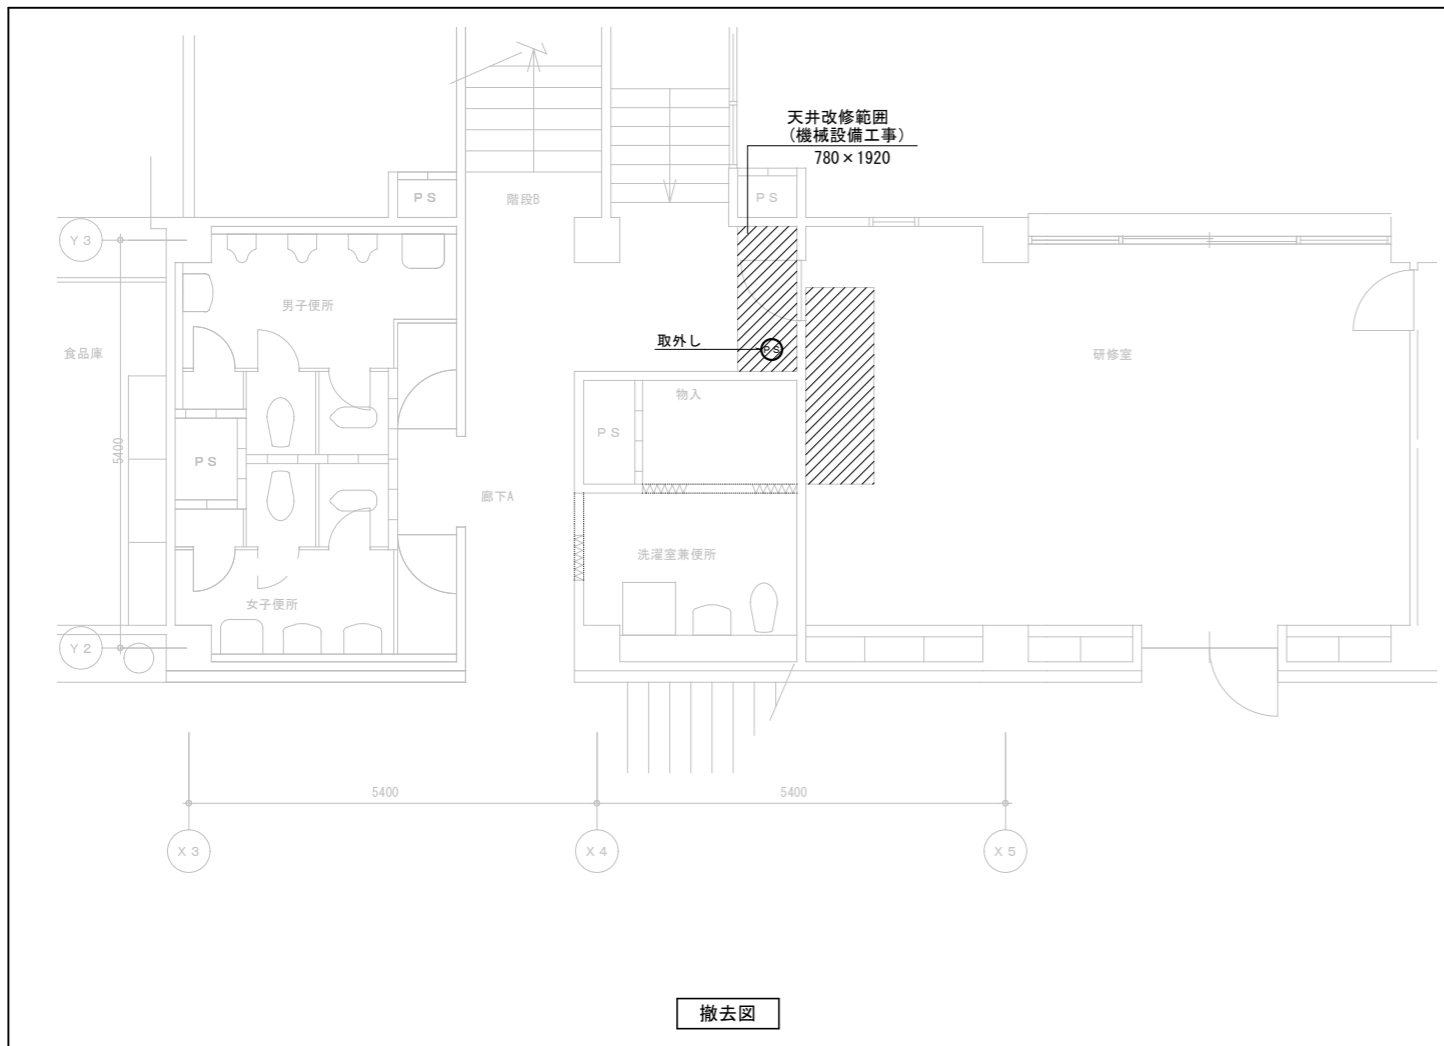 天井改修範囲
（機械設備工事）
780×1920
PS
階段B
PS
Y3
男子便所
取外し
PS
食品庫
研修室
物入
5400
PS
PS
廊下A
洗濯室兼便所
女子便所
Y2
5400
5400
X3
X4
X5
撤去図